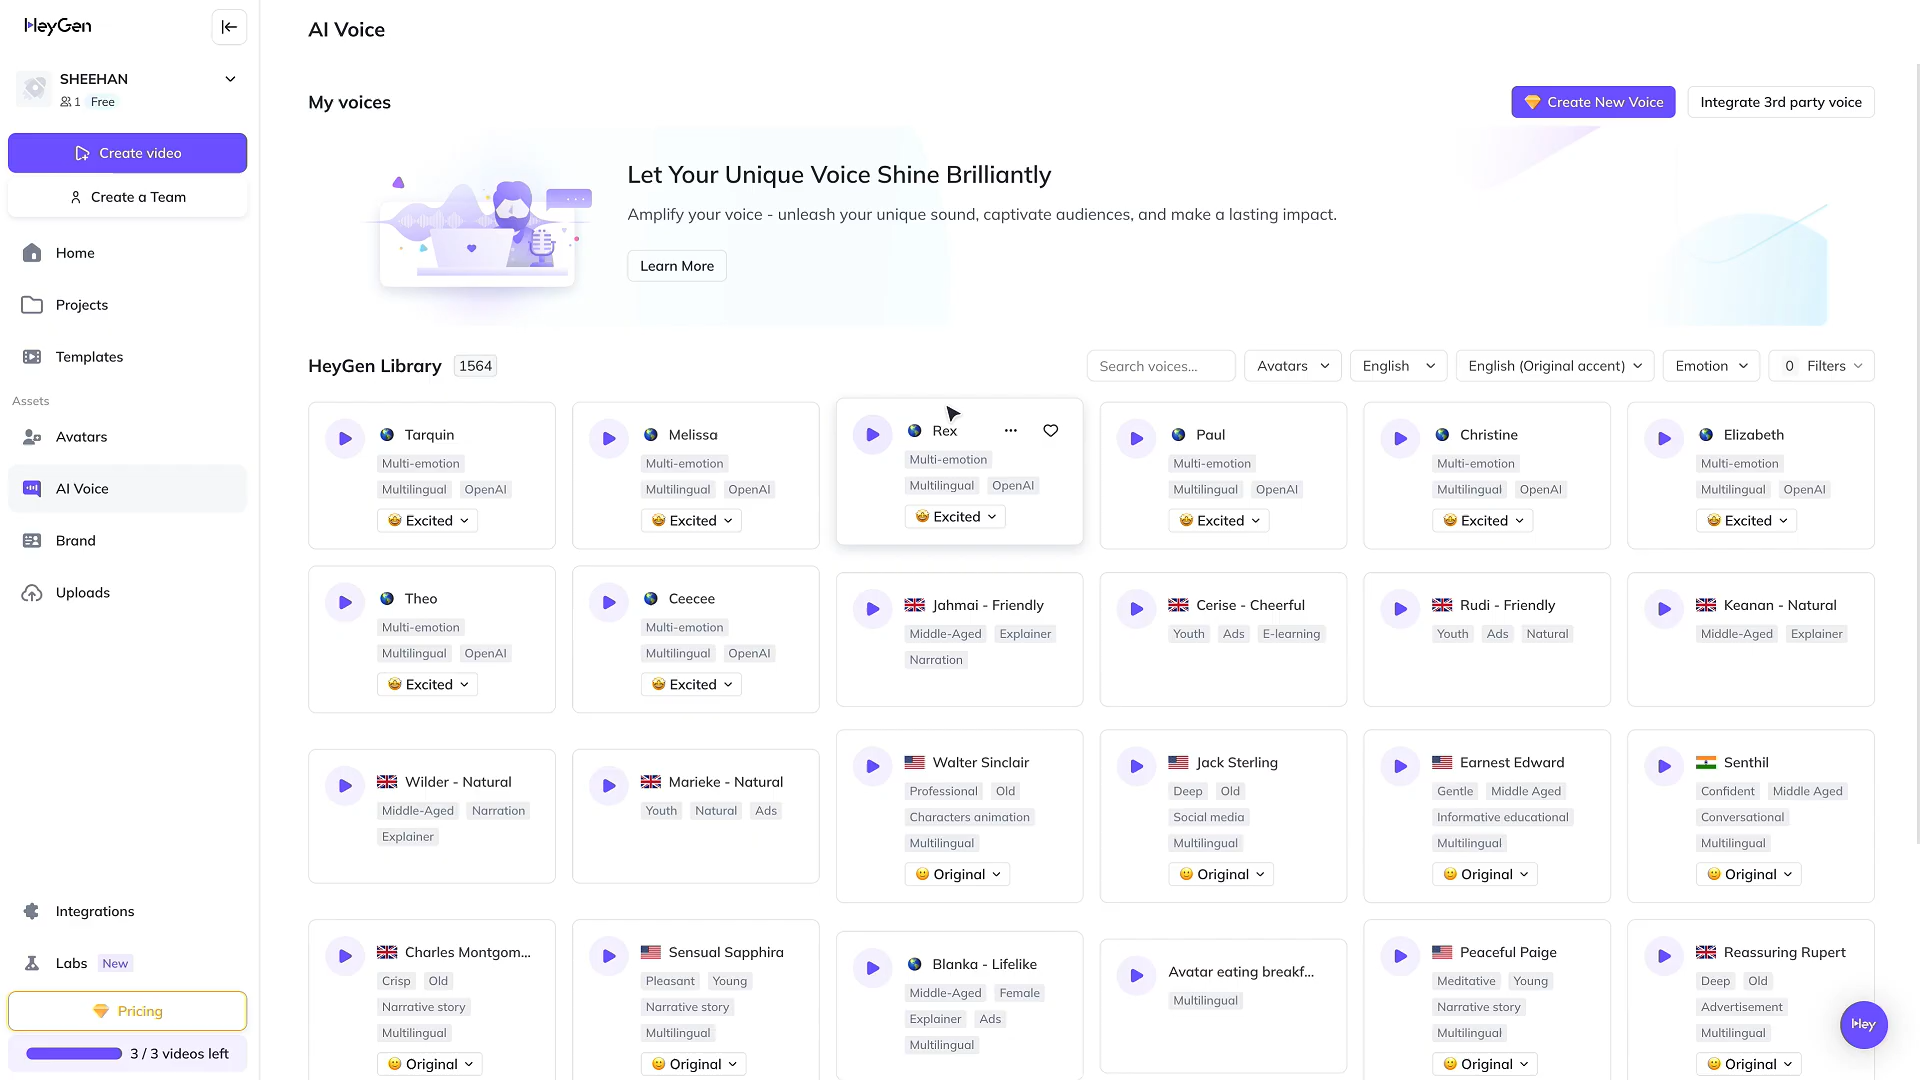 HeyGen
SHEEHAN
1 Free
Create video
Create a Team
Home
Projects
Templates
Assets
Avatars
AI Voice
Brand
Uploads
Integrations
Labs New
Pricing
3 / 3 videos left
AI Voice
My voices
Create New Voice
Integrate 3rd party voice
Let Your Unique Voice Shine Brilliantly
Amplify your voice - unleash your unique sound, captivate audiences, and make a lasting impact.
Learn More
HeyGen Library 1564
Search voices...
Avatars
English
English (Original accent)
Emotion
0 Filters
Tarquin
Multi-emotion
Multilingual OpenAI
Excited
Melissa
Multi-emotion
Multilingual OpenAI
Excited
Rex
Multi-emotion
Multilingual OpenAI
Excited
Paul
Multi-emotion
Multilingual OpenAI
Excited
Christine
Multi-emotion
Multilingual OpenAI
Excited
Elizabeth
Multi-emotion
Multilingual OpenAI
Excited
Theo
Multi-emotion
Multilingual OpenAI
Excited
Ceecee
Multi-emotion
Multilingual OpenAI
Excited
Jahmai - Friendly
Middle-Aged Explainer
Narration
Cerise - Cheerful
Youth Ads E-learning
Rudi - Friendly
Youth Ads Natural
Keanan - Natural
Middle-Aged Explainer
Wilder - Natural
Middle-Aged Narration
Explainer
Marieke - Natural
Youth Natural Ads
Walter Sinclair
Professional Old
Characters animation
Multilingual
Original
Jack Sterling
Deep Old
Social media
Multilingual
Original
Earnest Edward
Gentle Middle Aged
Informative educational
Multilingual
Original
Senthil
Confident Middle Aged
Conversational
Multilingual
Original
Charles Montgom...
Crisp Old
Narrative story
Multilingual
Original
Sensual Sapphira
Pleasant Young
Narrative story
Multilingual
Original
Blanka - Lifelike
Middle-Aged Female
Explainer Ads
Multilingual
Avatar eating breakf...
Multilingual
Peaceful Paige
Meditative Young
Narrative story
Multilingual
Original
Reassuring Rupert
Deep Old
Advertisement
Multilingual
Original
Hey